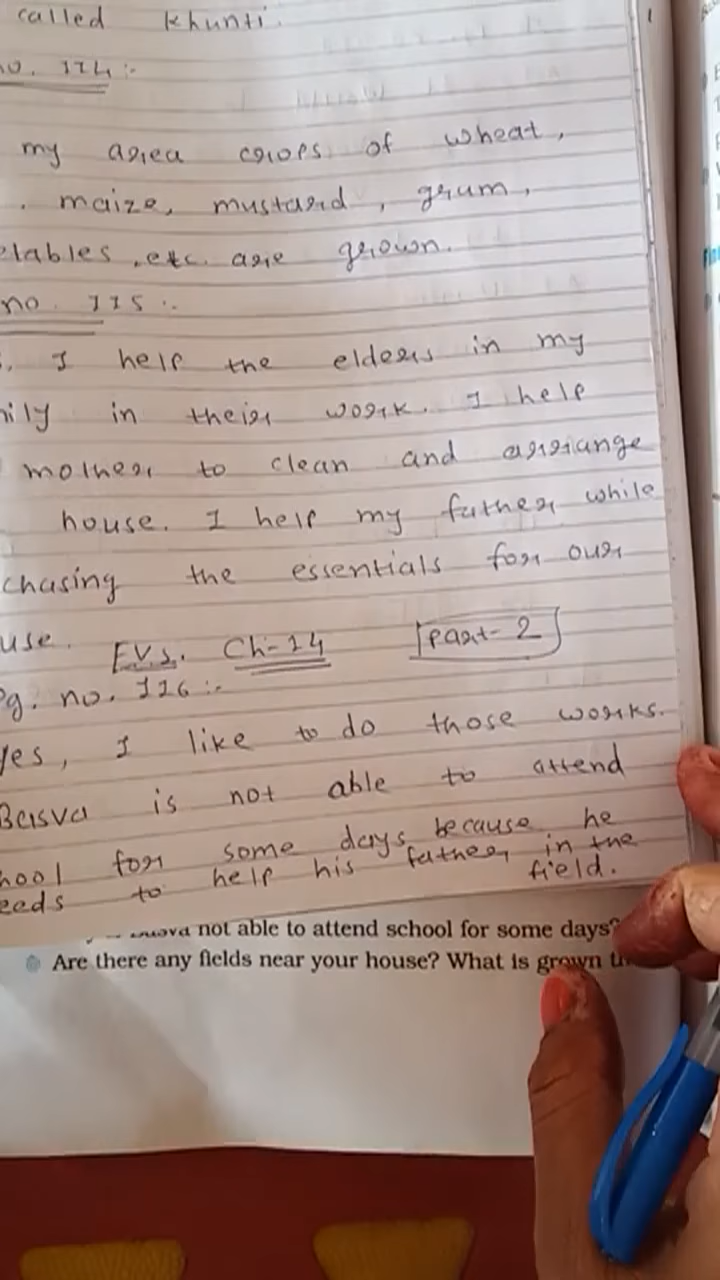 called khunti.
no. 114:-
my area crops of wheat,
. maize, mustard, grum,
etables, etc. are grown.
no. 115:-
. I help the elders in my
ily in their work. I help
mother to clean and arrange
house. I help my father while
chasing the essentials for our
use.
E.V.S. Ch-14 Part-2
Pg. no. 116:-
Yes, I like to do those works.
Basva is not able to attend
hool for some days because he
eeds to help his father in the
field.
not able to attend school for some days?
Are there any fields near your house? What is grown